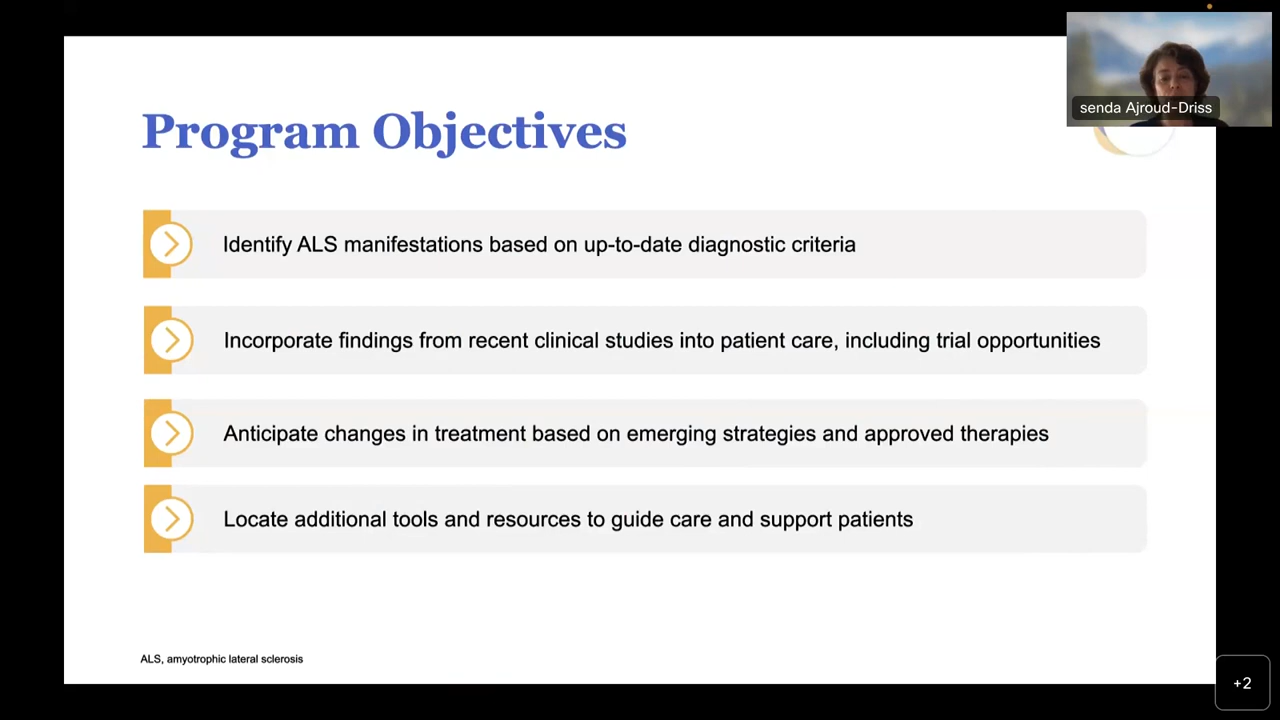 senda Ajroud-Driss
Program Objectives
Identify ALS manifestations based on up-to-date diagnostic criteria
Incorporate findings from recent clinical studies into patient care, including trial opportunities
Anticipate changes in treatment based on emerging strategies and approved therapies
Locate additional tools and resources to guide care and support patients
ALS, amyotrophic lateral sclerosis
+2